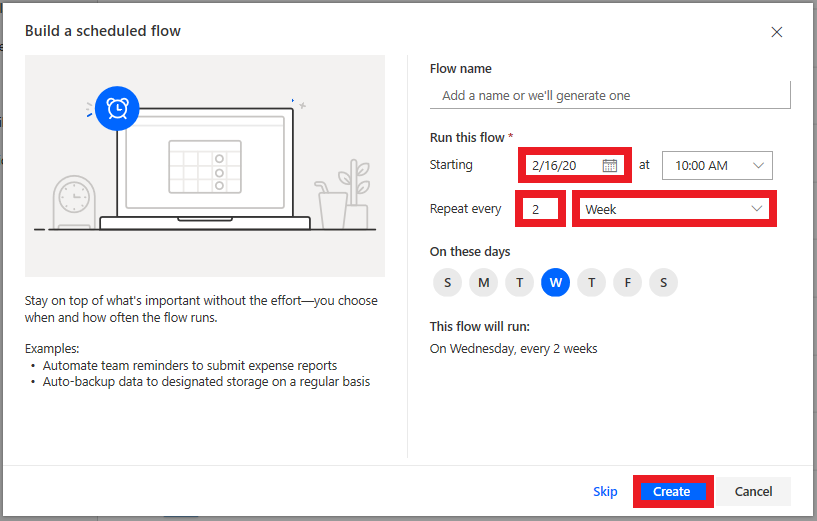 Build a scheduled flow
Stay on top of what's important without the effort—you choose
when and how often the flow runs.
Examples:
• Automate team reminders to submit expense reports
• Auto-backup data to designated storage on a regular basis
Flow name
Add a name or we'll generate one
Run this flow *
Starting 2/16/20 at 10:00 AM
Repeat every 2 Week
On these days
S M T W T F S
This flow will run:
On Wednesday, every 2 weeks
Skip Create Cancel